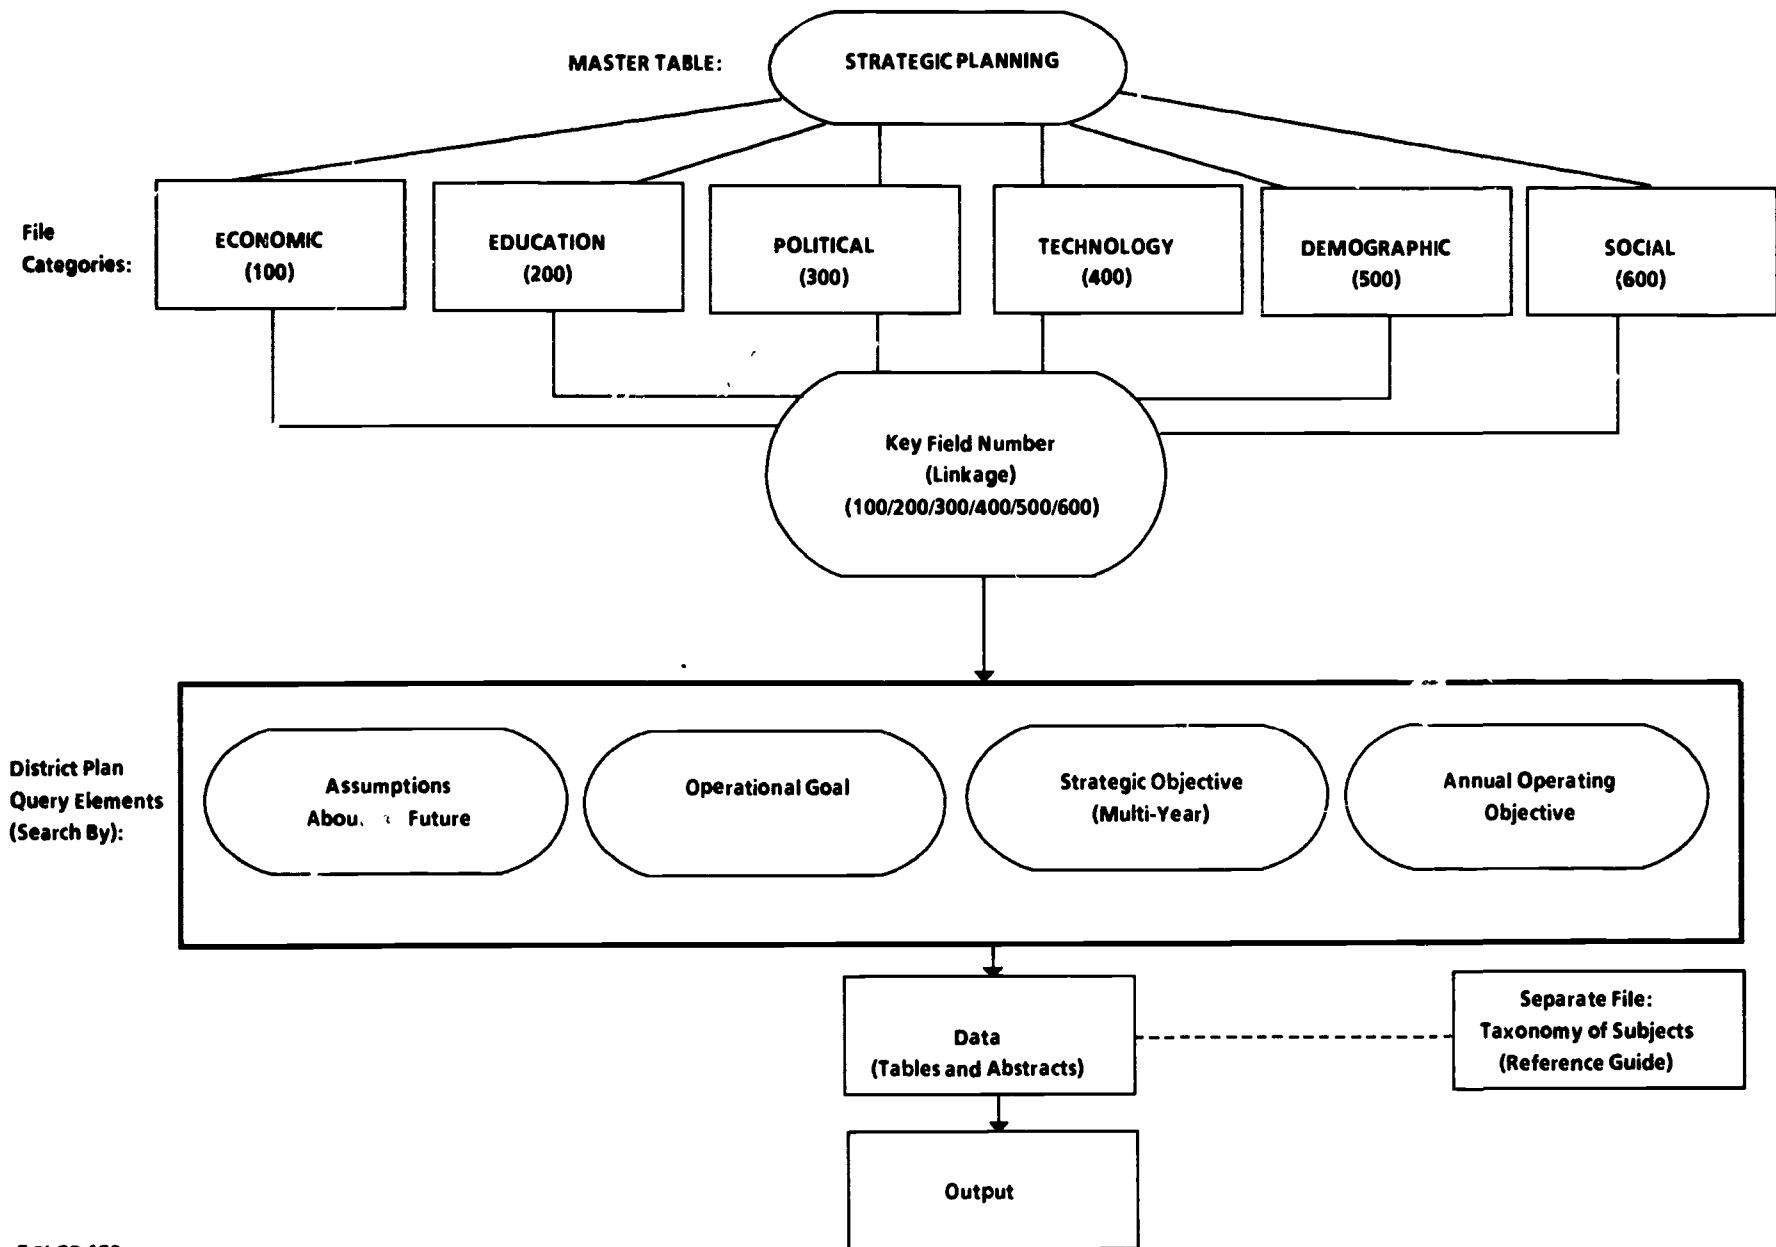 MASTER TABLE:
STRATEGIC PLANNING
File
Categories:
ECONOMIC
(100)
EDUCATION
(200)
POLITICAL
(300)
TECHNOLOGY
(400)
DEMOGRAPHIC
(500)
SOCIAL
(600)
Key Field Number
(Linkage)
(100/200/300/400/500/600)
District Plan
Query Elements
(Search By):
Assumptions
Future
Operational Goal
Strategic Objective
(Multi-Year)
Annual Operating
Objective
Data
(Tables and Abstracts)
Separate File:
Taxonomy of Subjects
(Reference Guide)
Output